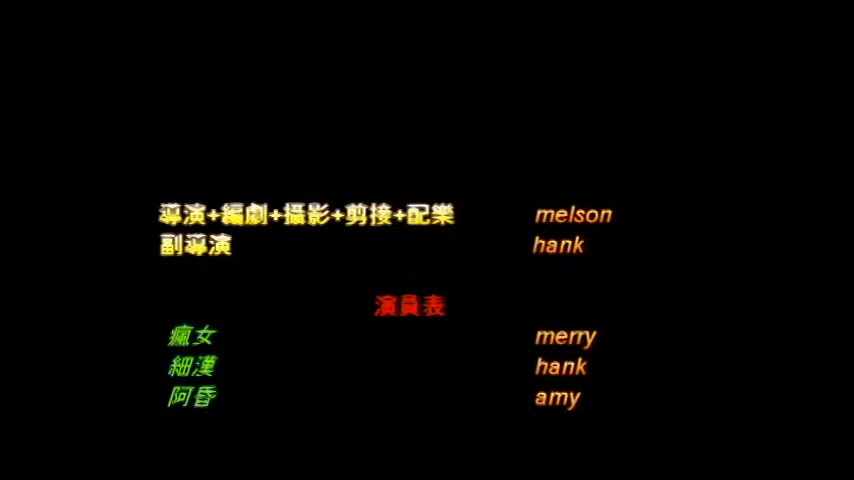 導演+編劇+攝影+剪接+配樂 melson
副導演 hank
演員表
瘋女 merry
細漢 hank
阿昏 amy